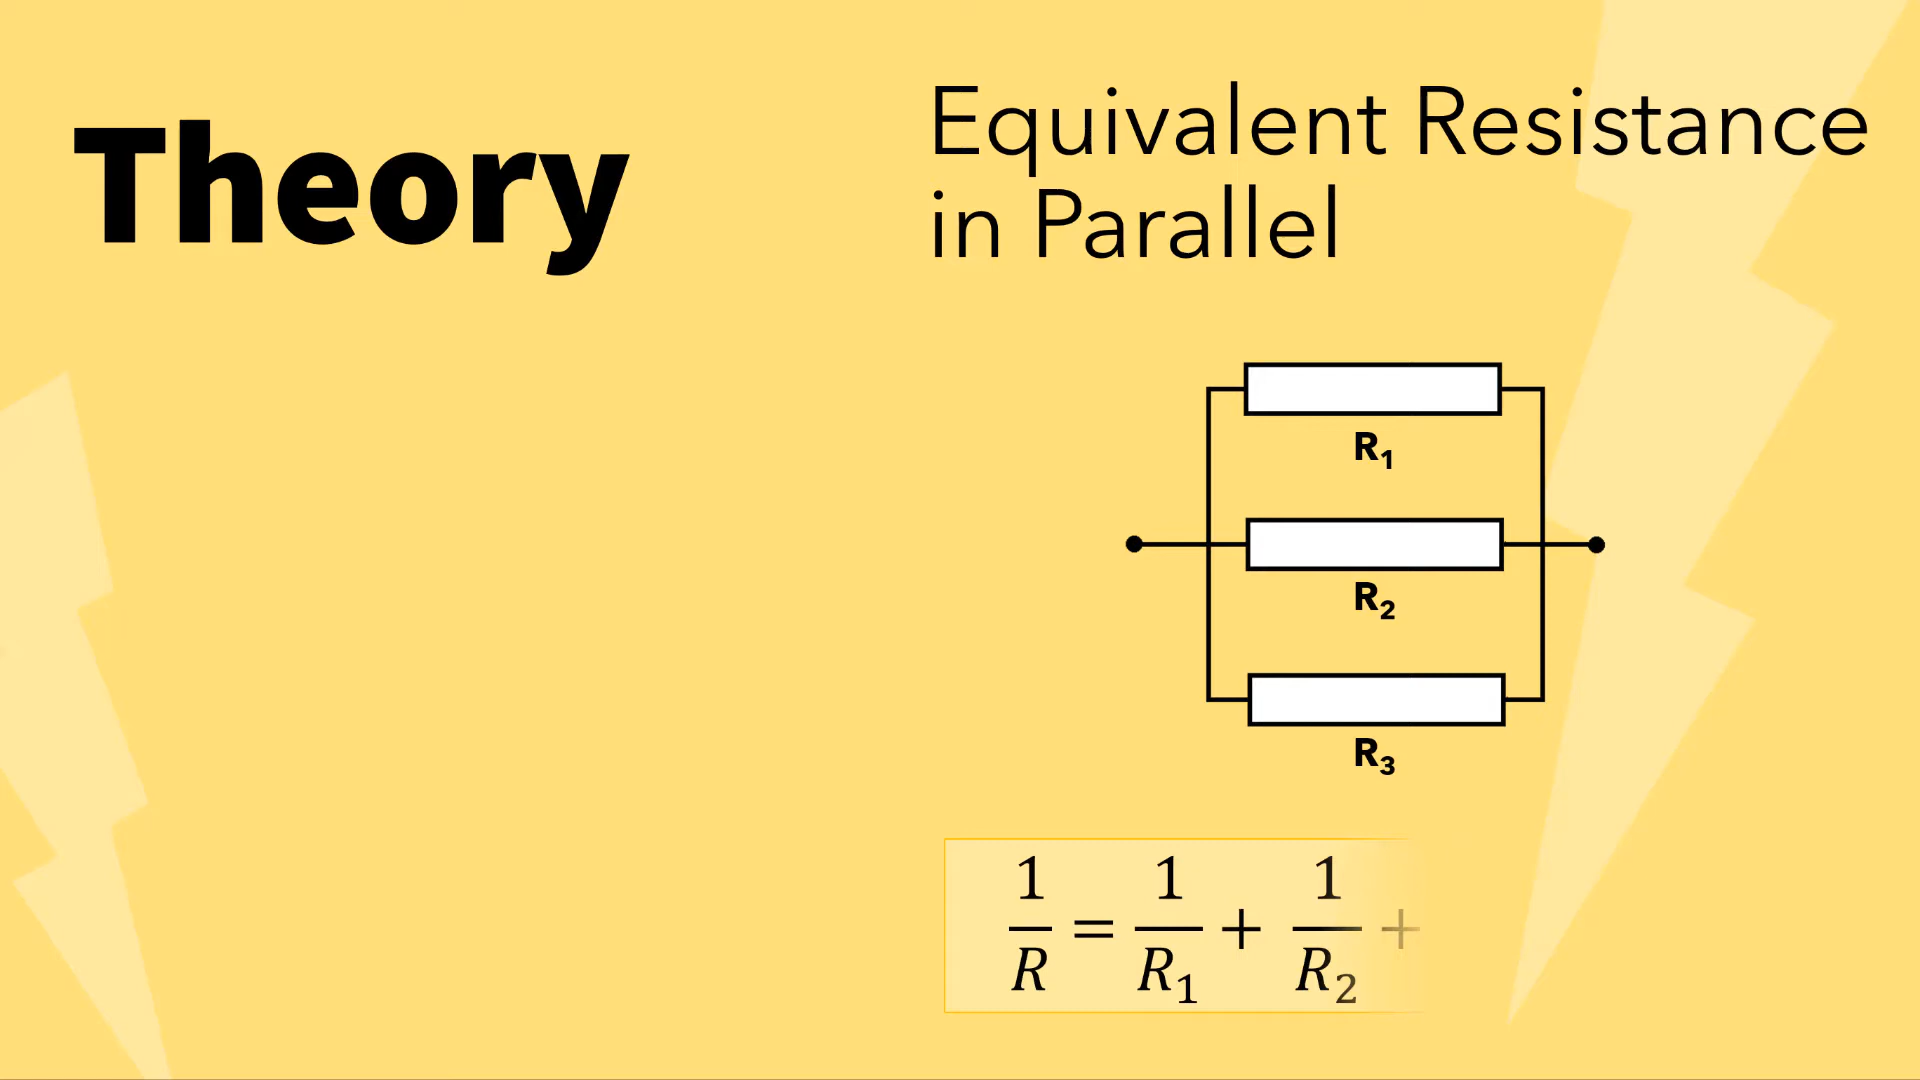 Theory
Equivalent Resistance
in Parallel
R₁
R₂
R₃
1/R = 1/R₁ + 1/R₂ +